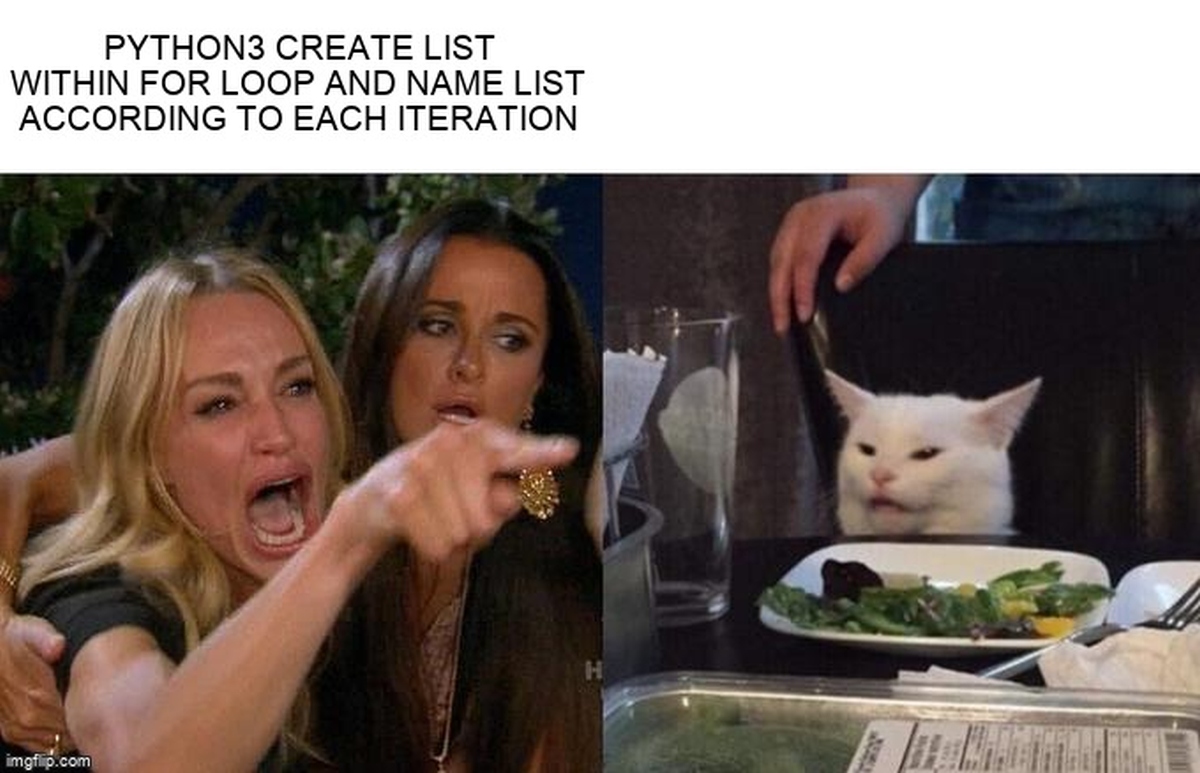 PYTHON3 CREATE LIST
WITHIN FOR LOOP AND NAME LIST
ACCORDING TO EACH ITERATION
H
imgflip.com